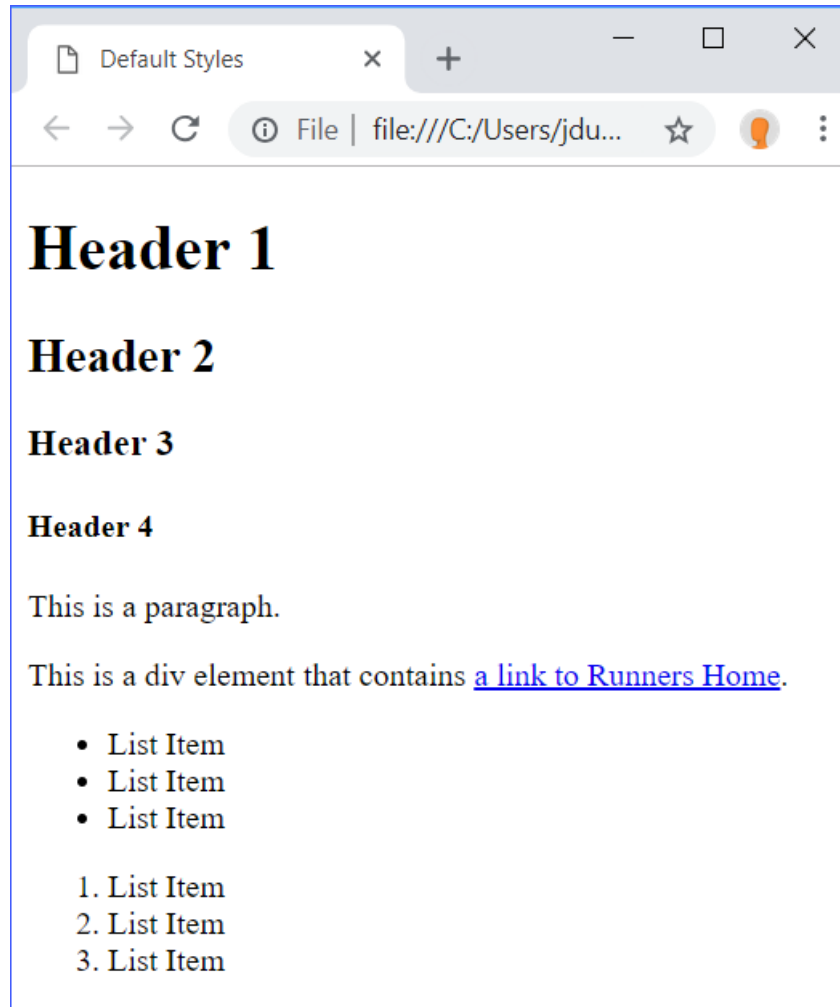 Default Styles
File | file:///C:/Users/jdu...
Header 1
Header 2
Header 3
Header 4
This is a paragraph.
This is a div element that contains a link to Runners Home.
• List Item
• List Item
• List Item
1. List Item
2. List Item
3. List Item